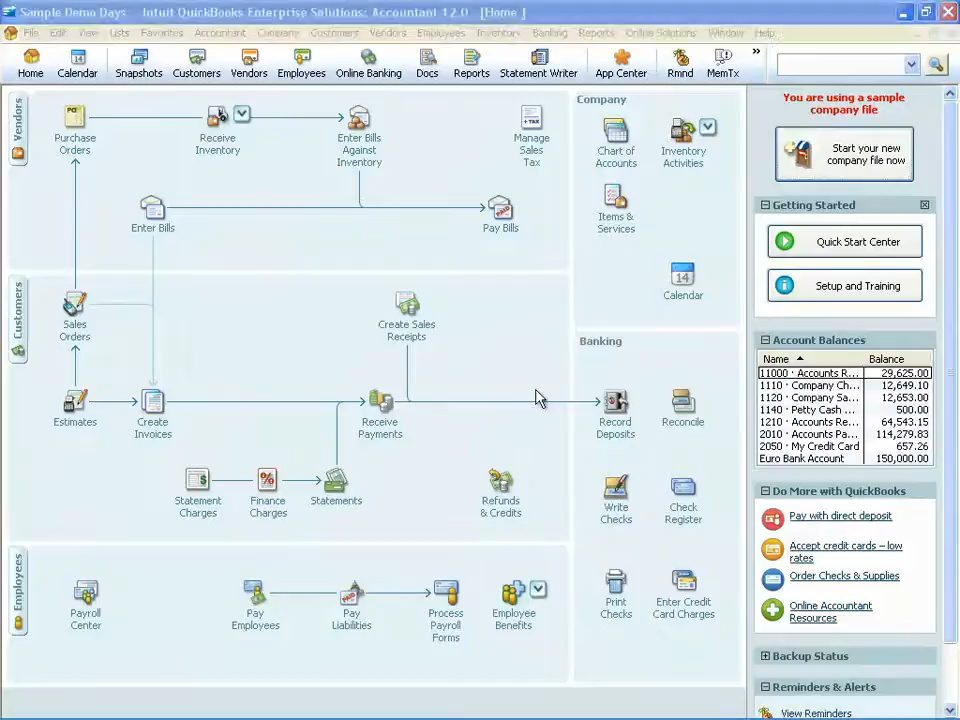 Sample Demo Days - Intuit QuickBooks Enterprise Solutions: Accountant 12.0 - [Home ]
File Edit View Lists Favorites Accountant Company Customers Vendors Employees Inventory Banking Reports Online Solutions Window Help
Home Calendar Snapshots Customers Vendors Employees Online Banking Docs Reports Statement Writer App Center Rmnd MemTx »
Vendors
Purchase
Orders
Receive
Inventory
Enter Bills
Against
Inventory
Manage
Sales
Tax
Enter Bills
Pay Bills
Customers
Sales
Orders
Create Sales
Receipts
Estimates
Create
Invoices
Receive
Payments
Statement
Charges
Finance
Charges
Statements
Refunds
& Credits
Employees
Payroll
Center
Pay
Employees
Pay
Liabilities
Process
Payroll
Forms
Employee
Benefits
Company
Chart of
Accounts
Inventory
Activities
Items &
Services
14
Calendar
Banking
Record
Deposits
Reconcile
Write
Checks
Check
Register
Print
Checks
Enter Credit
Card Charges
You are using a sample
company file
Start your new
company file now
Getting Started
Quick Start Center
Setup and Training
Account Balances
Name Balance
11000 · Accounts R... 29,625.00
1110 · Company Ch... 12,649.10
1120 · Company Sa... 12,653.00
1140 · Petty Cash ... 500.00
1210 · Accounts Re... 64,543.15
2010 · Accounts Pa... 114,279.83
2050 · My Credit Card 657.26
Euro Bank Account 150,000.00
Do More with QuickBooks
Pay with direct deposit
Accept credit cards – low
rates
Order Checks & Supplies
Online Accountant
Resources
Backup Status
Reminders & Alerts
View Reminders